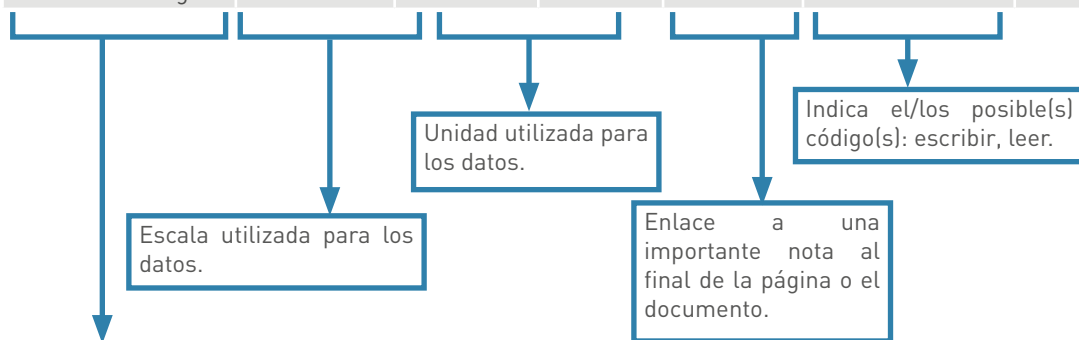 Indica el/los posible(s)
código(s): escribir, leer.
Unidad utilizada para
los datos.
Enlace a una
importante nota al
final de la página o el
documento.
Escala utilizada para los
datos.